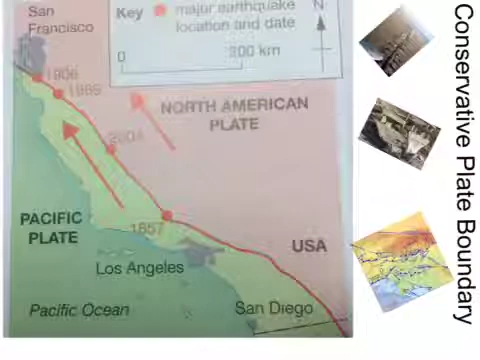 San
Francisco
Key
major earthquake
location and date
N
0
200 km
1906
1989
NORTH AMERICAN
PLATE
2004
PACIFIC
PLATE
1857
USA
Los Angeles
Pacific Ocean
San Diego
Conservative Plate Boundary